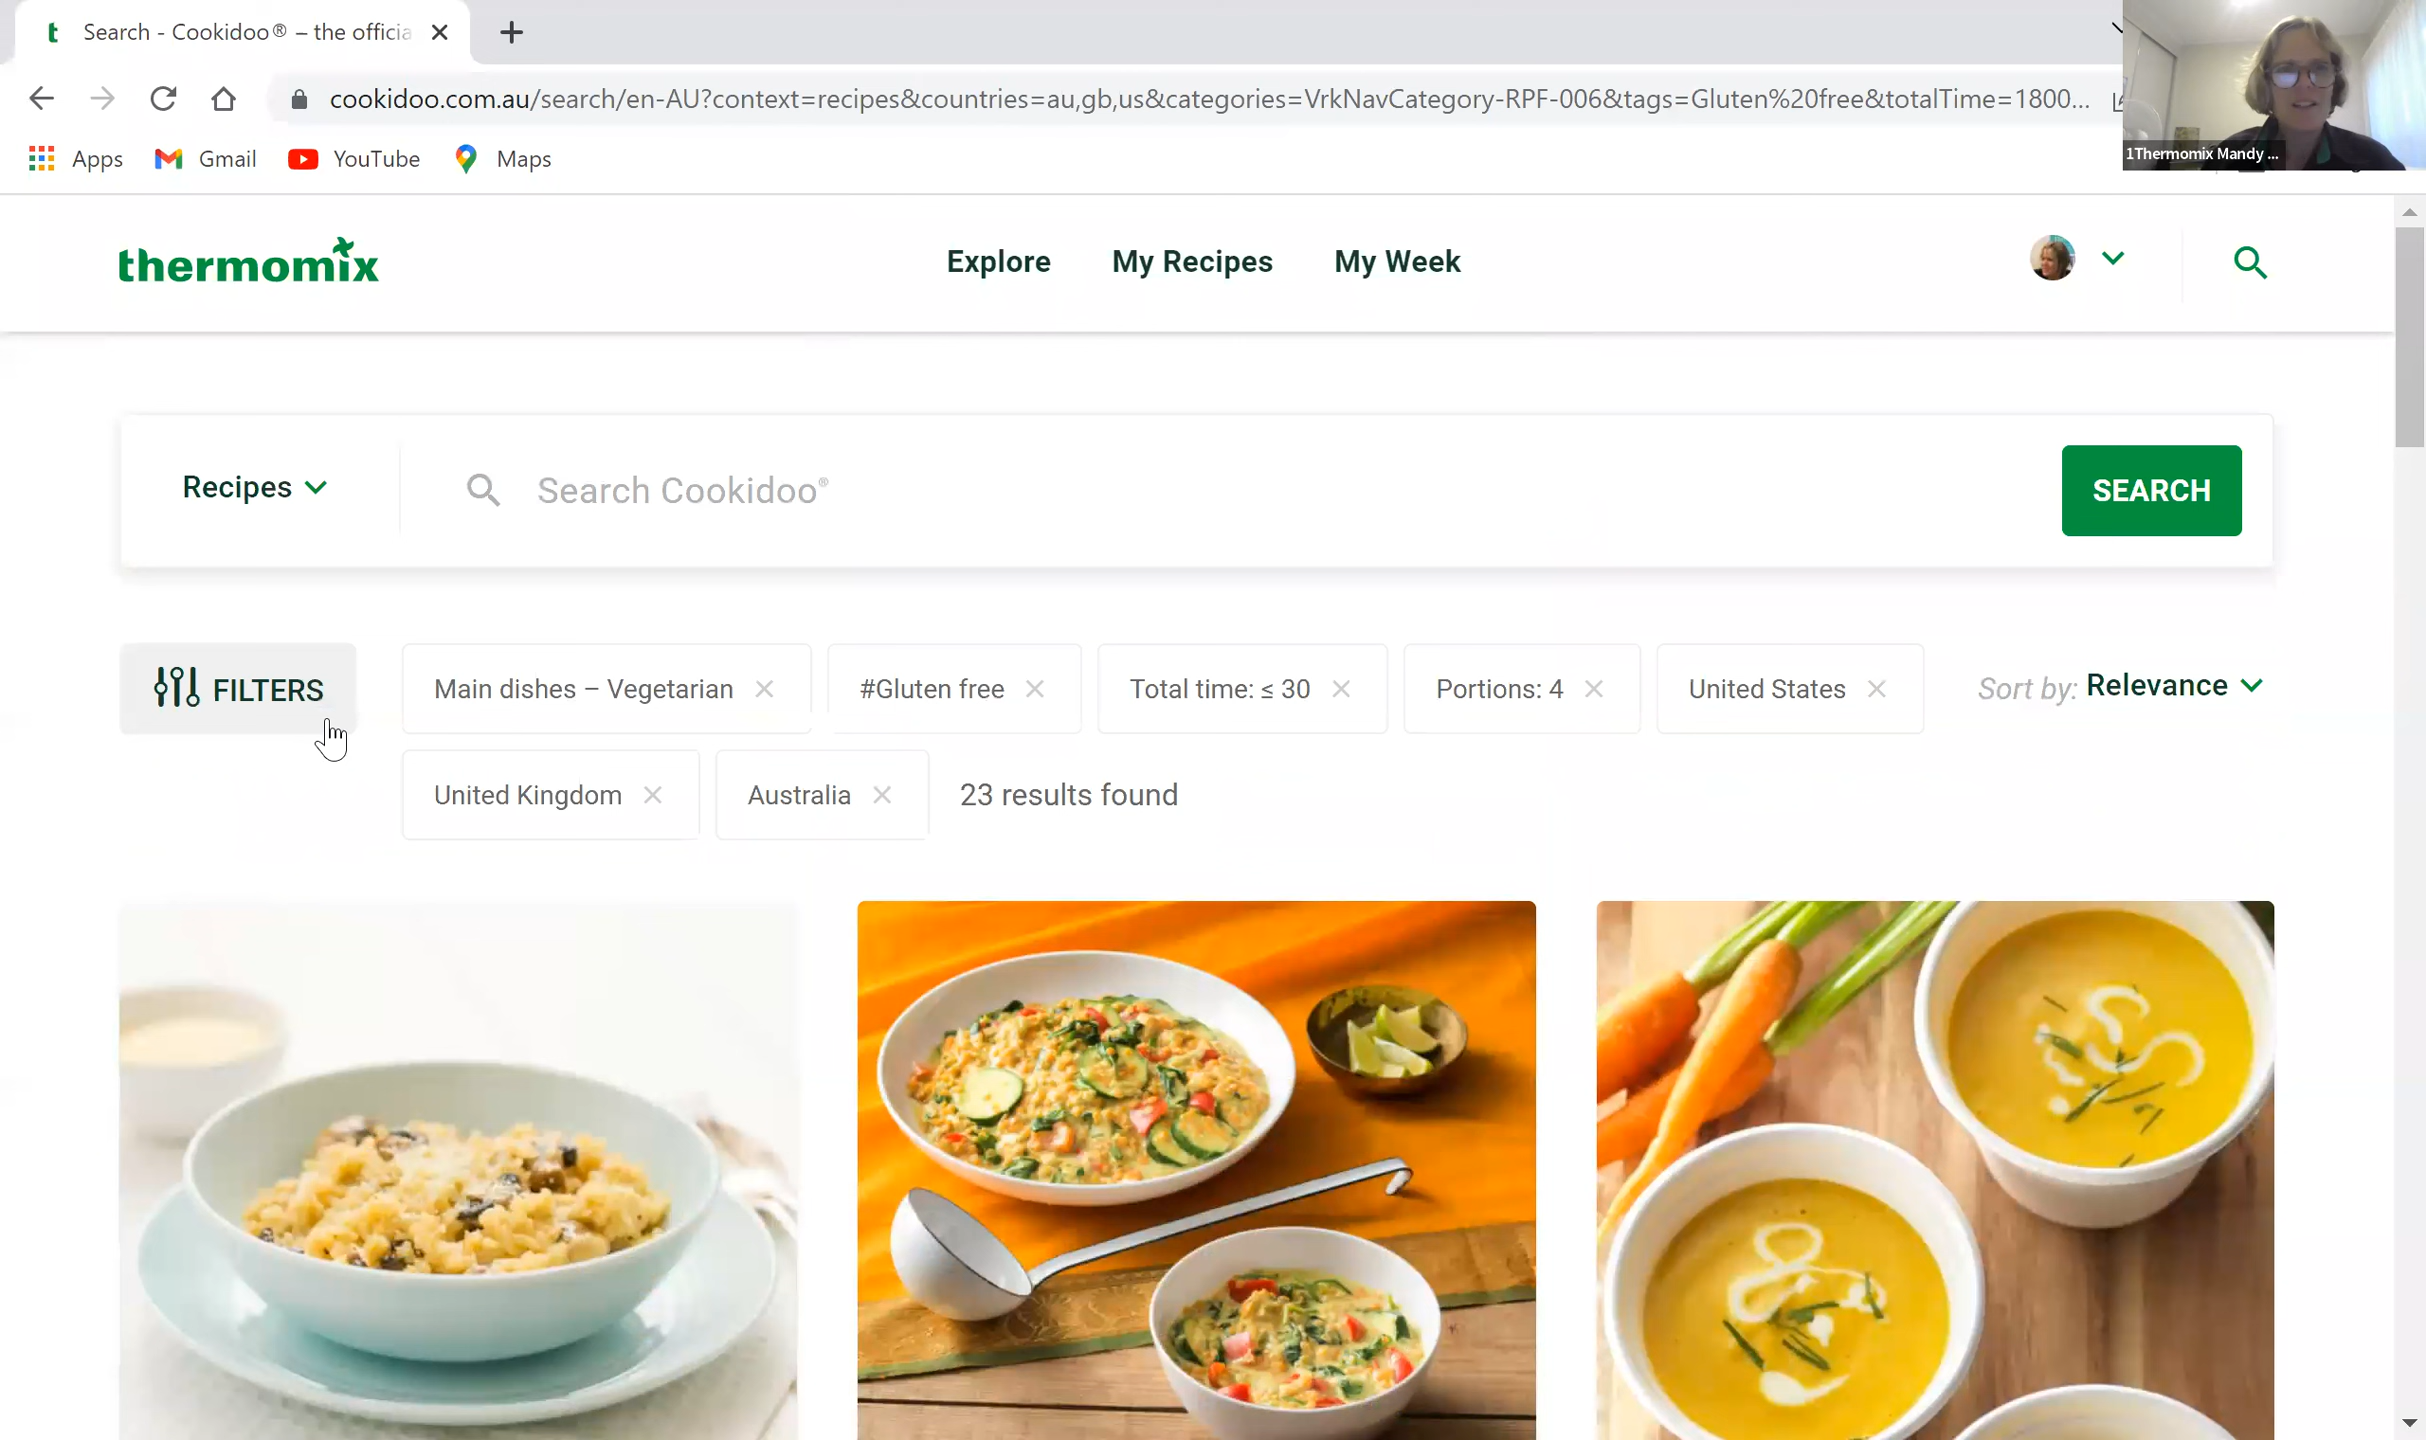 Search - Cookidoo® – the officia
cookidoo.com.au/search/en-AU?context=recipes&countries=au,gb,us&categories=VrkNavCategory-RPF-006&tags=Gluten%20free&totalTime=1800...
Apps Gmail YouTube Maps
1Thermomix Mandy ...
thermomix Explore My Recipes My Week
Recipes Search Cookidoo® SEARCH
FILTERS Main dishes – Vegetarian #Gluten free Total time: ≤ 30 Portions: 4 United States Sort by: Relevance
United Kingdom Australia 23 results found